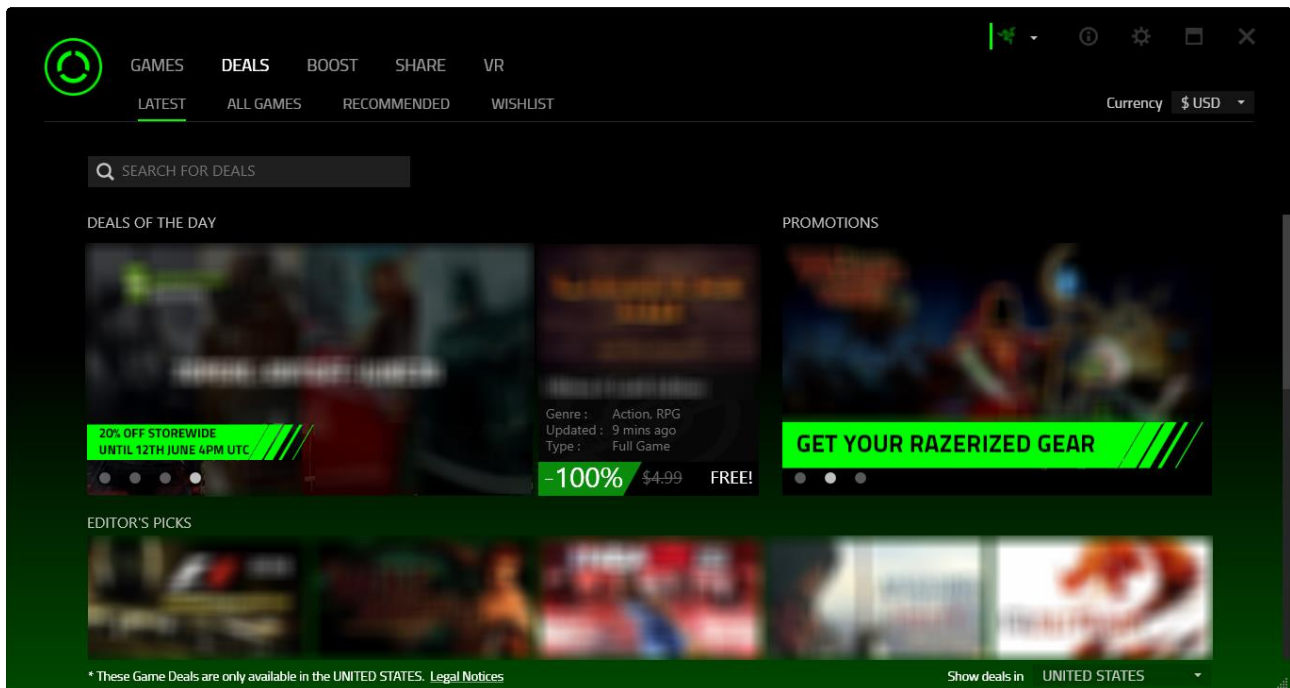 GAMES DEALS BOOST SHARE VR
LATEST ALL GAMES RECOMMENDED WISHLIST
Currency $ USD
SEARCH FOR DEALS
DEALS OF THE DAY
PROMOTIONS
20% OFF STOREWIDE
UNTIL 12TH JUNE 4PM UTC
Genre : Action, RPG
Updated : 9 mins ago
Type : Full Game
-100% $4.99 FREE!
GET YOUR RAZERIZED GEAR
EDITOR'S PICKS
* These Game Deals are only available in the UNITED STATES. Legal Notices
Show deals in UNITED STATES